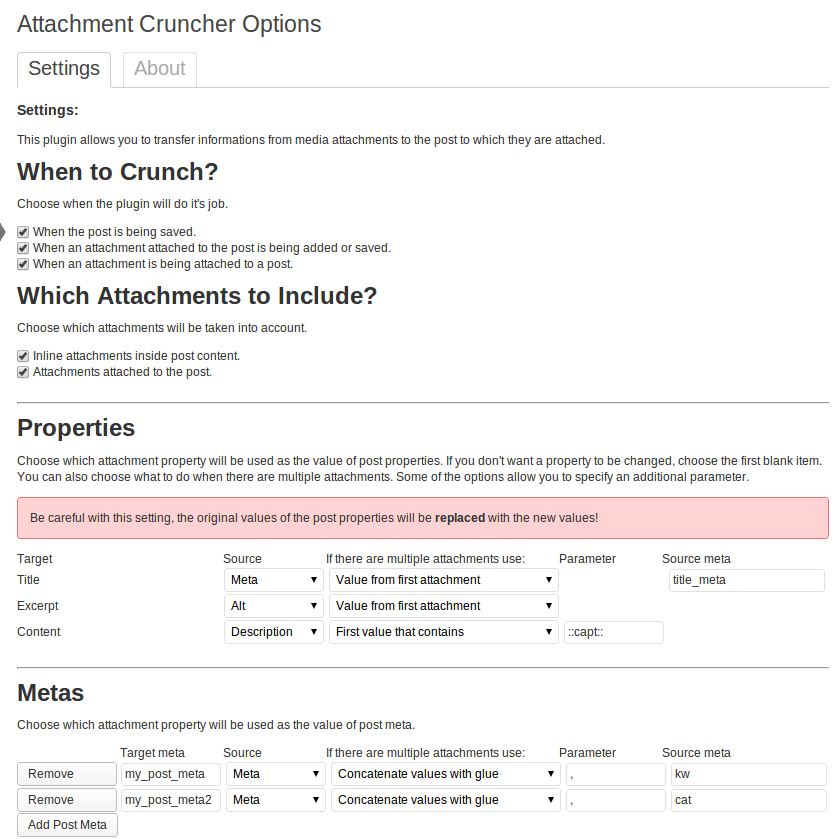 Attachment Cruncher Options
Settings About
Settings:
This plugin allows you to transfer informations from media attachments to the post to which they are attached.
When to Crunch?
Choose when the plugin will do it's job.
When the post is being saved.
When an attachment attached to the post is being added or saved.
When an attachment is being attached to a post.
Which Attachments to Include?
Choose which attachments will be taken into account.
Inline attachments inside post content.
Attachments attached to the post.
Properties
Choose which attachment property will be used as the value of post properties. If you don't want a property to be changed, choose the first blank item.
You can also choose what to do when there are multiple attachments. Some of the options allow you to specify an additional parameter.
Be careful with this setting, the original values of the post properties will be replaced with the new values!
Target Source If there are multiple attachments use: Parameter Source meta
Title Meta Value from first attachment title_meta
Excerpt Alt Value from first attachment
Content Description First value that contains ::capt::
Metas
Choose which attachment property will be used as the value of post meta.
Target meta Source If there are multiple attachments use: Parameter Source meta
Remove my_post_meta Meta Concatenate values with glue , kw
Remove my_post_meta2 Meta Concatenate values with glue , cat
Add Post Meta